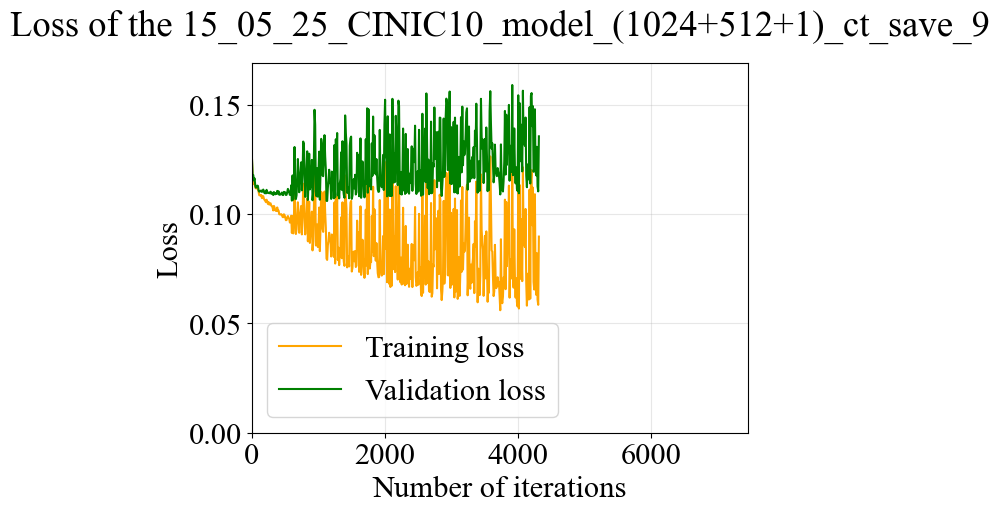 Loss of the 15_05_25_CINIC10_model_(1024+512+1)_ct_save_9
0.15
0.10
0.05
0.00
Loss
Training loss
Validation loss
0 2000 4000 6000
Number of iterations